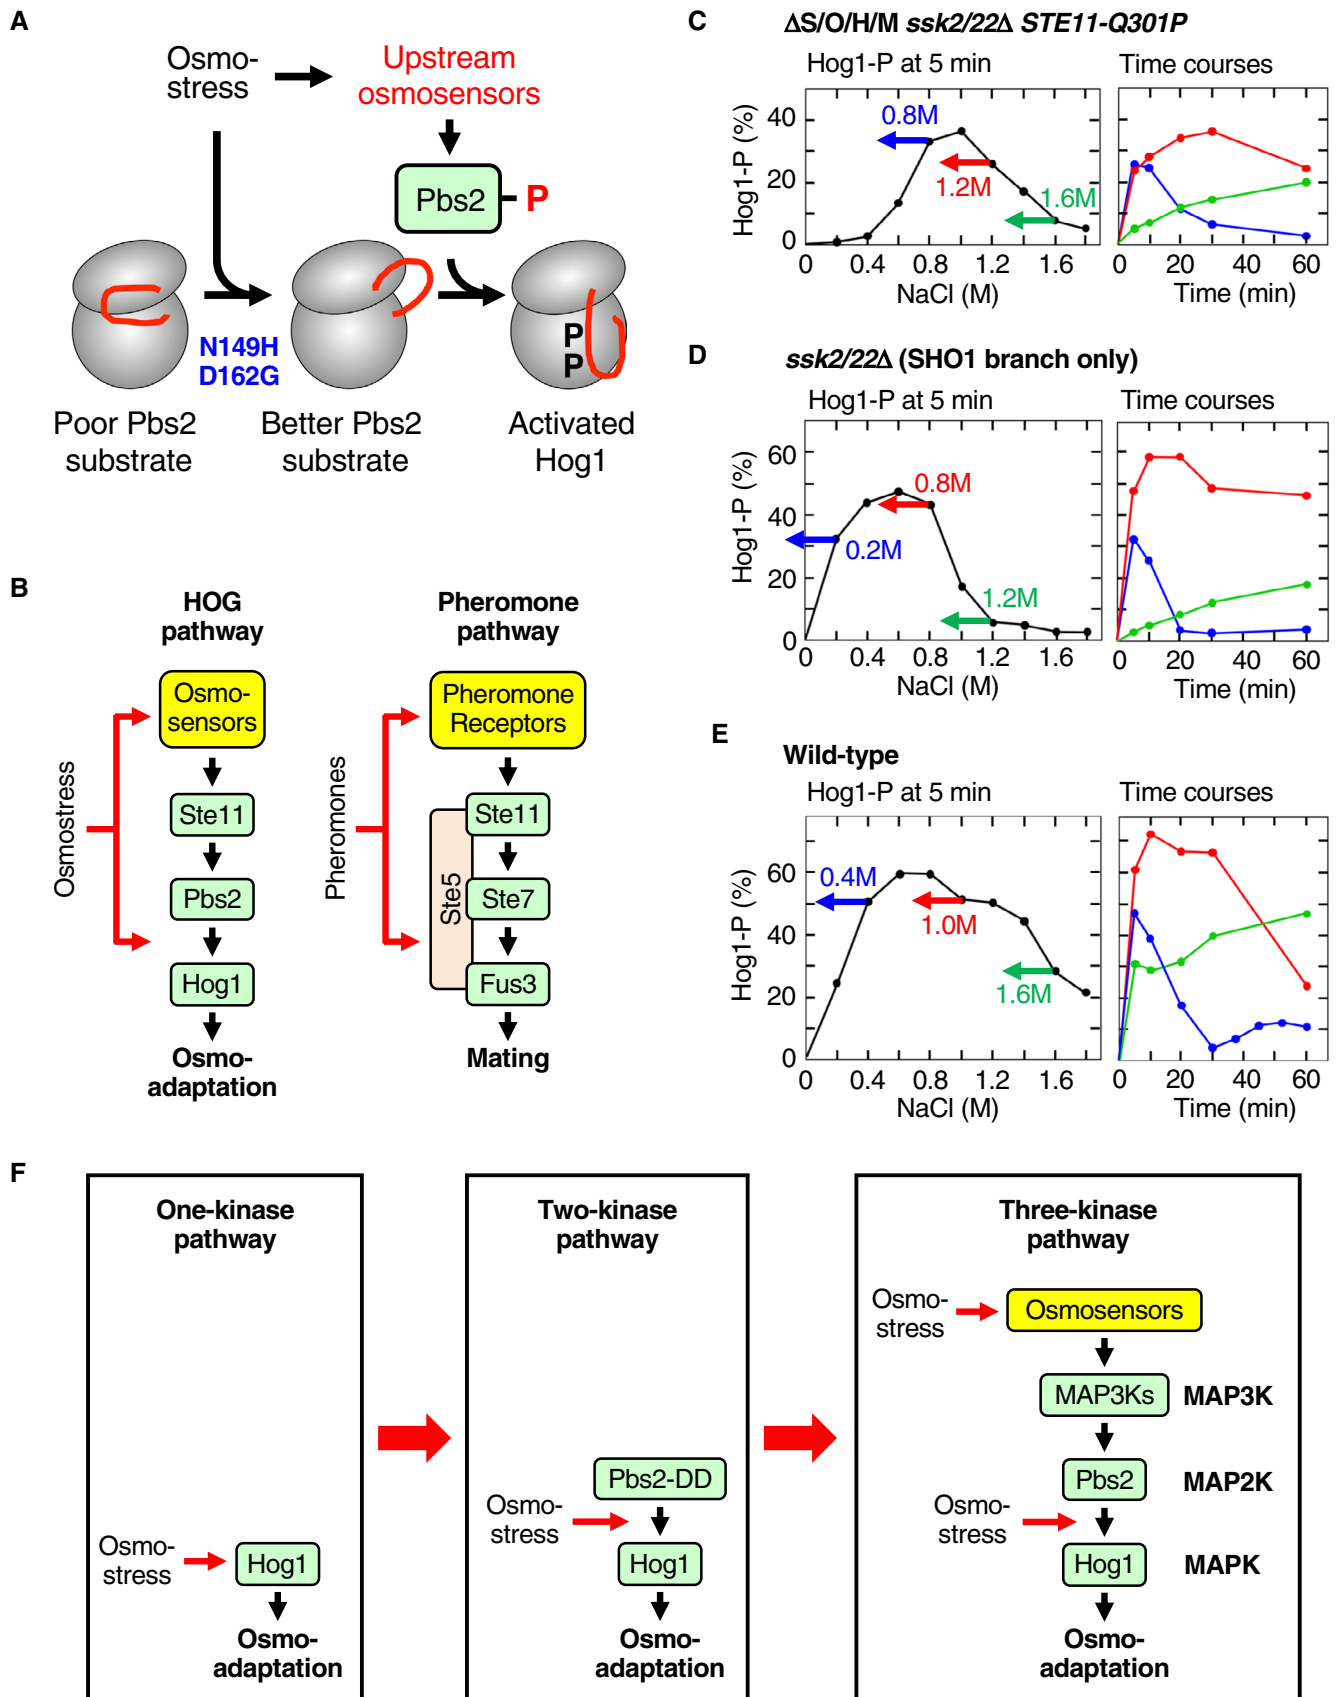 A
Osmo-
stress
Upstream
osmosensors
Pbs2
P
N149H
D162G
P
P
Poor Pbs2
substrate
Better Pbs2
substrate
Activated
Hog1
B
HOG
pathway
Pheromone
pathway
Osmostress
Osmo-
sensors
Ste11
Pbs2
Hog1
Osmo-
adaptation
Pheromones
Pheromone
Receptors
Ste5
Ste11
Ste7
Fus3
Mating
C
ΔS/O/H/M ssk2/22Δ STE11-Q301P
Hog1-P at 5 min
Time courses
Hog1-P (%)
40
20
0
0.8M
1.2M
1.6M
0 0.4 0.8 1.2 1.6
NaCl (M)
0 20 40 60
Time (min)
D
ssk2/22Δ (SHO1 branch only)
Hog1-P at 5 min
Time courses
Hog1-P (%)
60
40
20
0
0.8M
0.2M
1.2M
0 0.4 0.8 1.2 1.6
NaCl (M)
0 20 40 60
Time (min)
E
Wild-type
Hog1-P at 5 min
Time courses
Hog1-P (%)
60
40
20
0
0.4M
1.0M
1.6M
0 0.4 0.8 1.2 1.6
NaCl (M)
0 20 40 60
Time (min)
F
One-kinase
pathway
Osmo-
stress
Hog1
Osmo-
adaptation
Two-kinase
pathway
Pbs2-DD
Osmo-
stress
Hog1
Osmo-
adaptation
Three-kinase
pathway
Osmo-
stress
Osmosensors
MAP3Ks
MAP3K
Pbs2
MAP2K
Osmo-
stress
Hog1
MAPK
Osmo-
adaptation